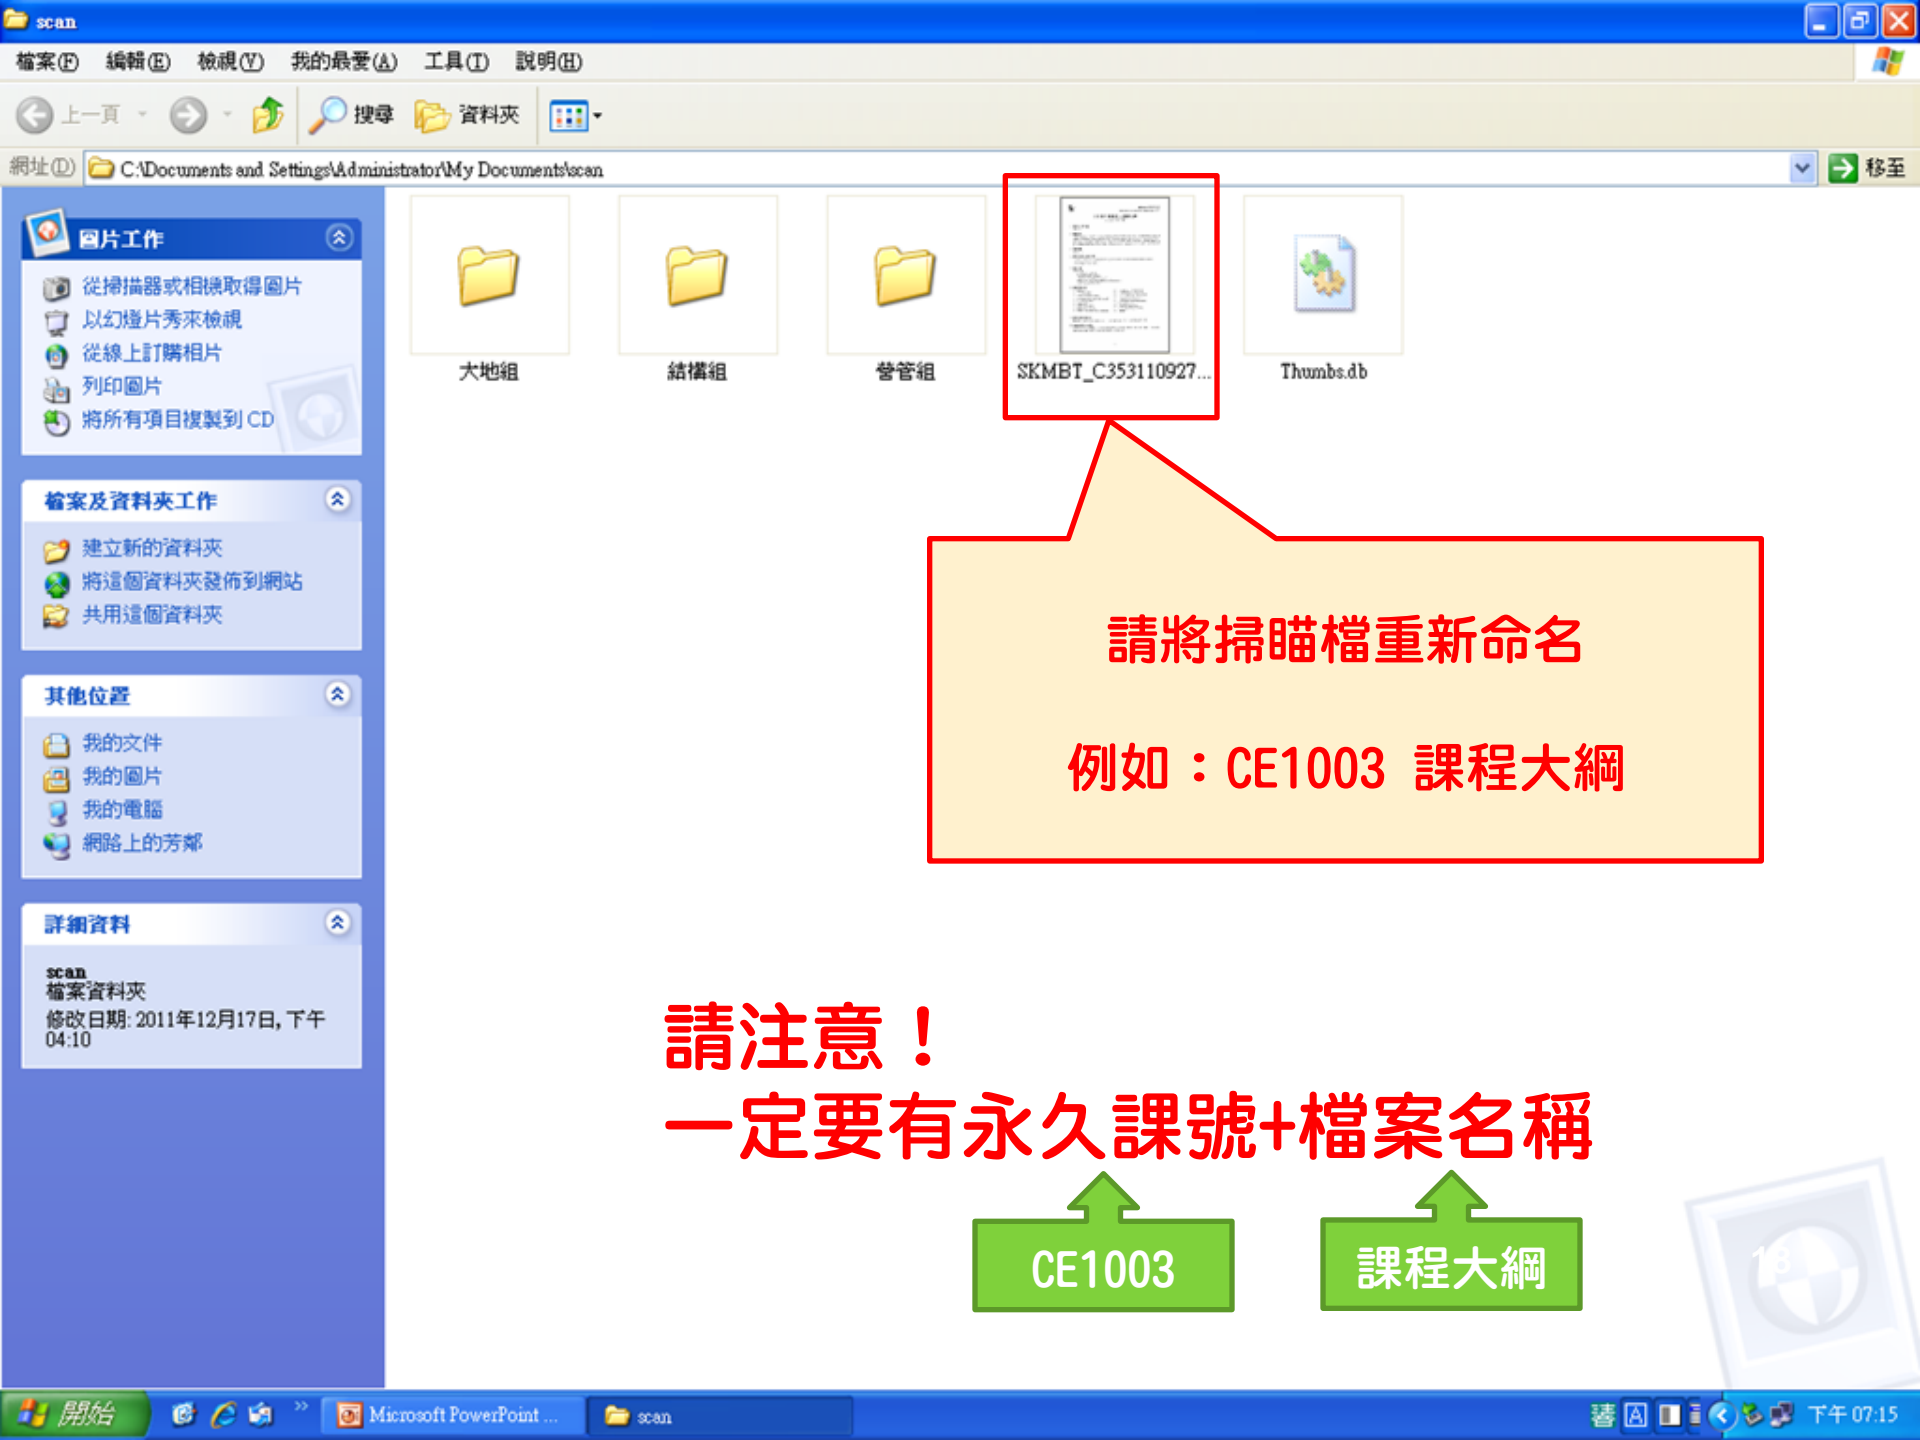 scan
檔案(F) 編輯(E) 檢視(V) 我的最愛(A) 工具(T) 說明(H)
上一頁 搜尋 資料夾
網址(D) C:\Documents and Settings\Administrator\My Documents\scan 移至
圖片工作
從掃描器或相機取得圖片
以幻燈片秀來檢視
從線上訂購相片
列印圖片
將所有項目複製到 CD
檔案及資料夾工作
建立新的資料夾
將這個資料夾發佈到網站
共用這個資料夾
其他位置
我的文件
我的圖片
我的電腦
網路上的芳鄰
詳細資料
scan
檔案資料夾
修改日期: 2011年12月17日, 下午
04:10
大地組 結構組 營管組 SKMBT_C353110927... Thumbs.db
請將掃瞄檔重新命名
例如：CE1003 課程大綱
請注意！
一定要有永久課號+檔案名稱
CE1003 課程大綱
18
開始 Microsoft PowerPoint ... scan 下午 07:15